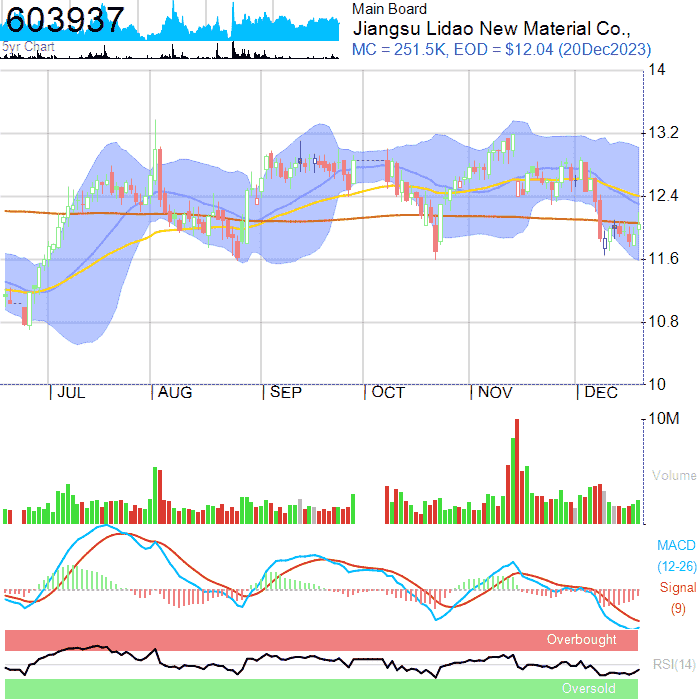 603937
5yr Chart
Main Board
Jiangsu Lidao New Material Co.,
MC = 251.5K, EOD = $12.04 (20Dec2023)
14
13.2
12.4
11.6
10.8
10
JUL AUG SEP OCT NOV DEC
10M
Volume
MACD
(12-26)
Signal
(9)
Overbought
RSI(14)
Oversold